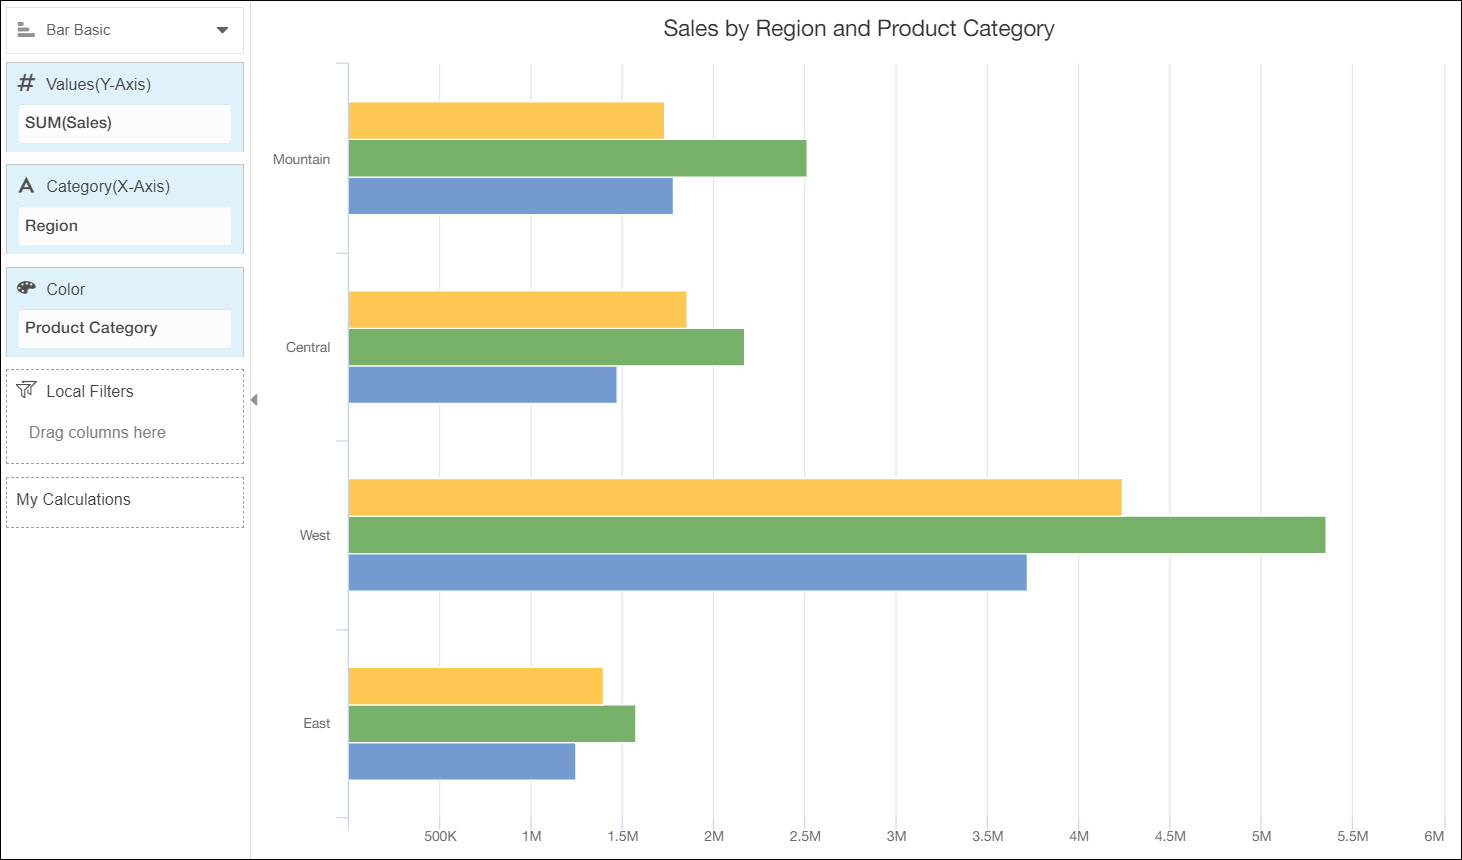 Bar Basic
# Values(Y-Axis)
SUM(Sales)
A Category(X-Axis)
Region
Color
Product Category
Local Filters
Drag columns here
My Calculations
Sales by Region and Product Category
Mountain
Central
West
East
500K 1M 1.5M 2M 2.5M 3M 3.5M 4M 4.5M 5M 5.5M 6M